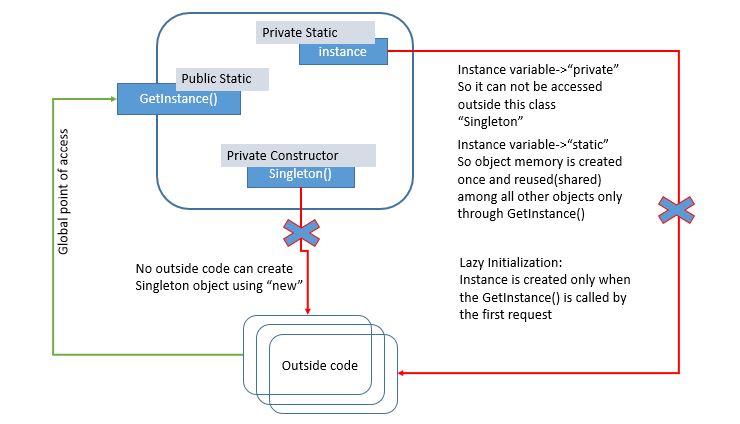 Private Static
instance
Public Static
GetInstance()
Private Constructor
Singleton()
Global point of access
No outside code can create
Singleton object using “new”
Outside code
Instance variable->“private”
So it can not be accessed
outside this class
“Singleton”
Instance variable->“static”
So object memory is created
once and reused(shared)
among all other objects only
through GetInstance()
Lazy Initialization:
Instance is created only when
the GetInstance() is called by
the first request